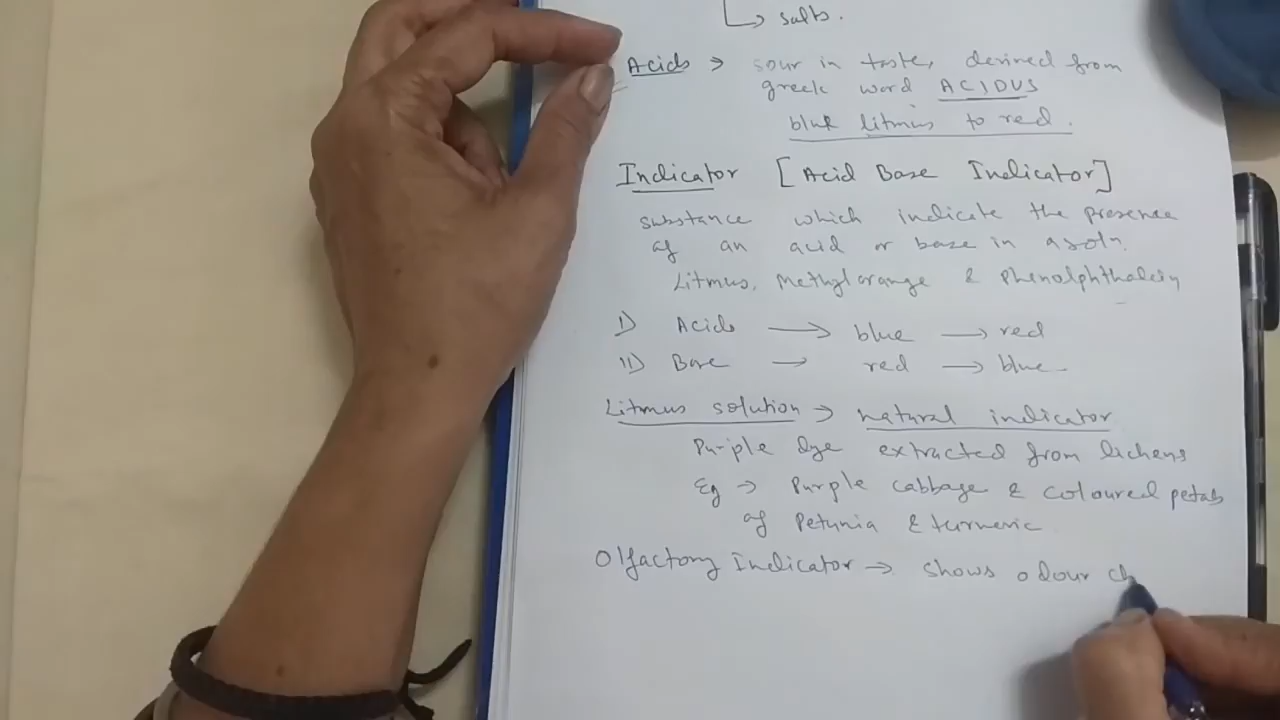 ↳ salts.
Acids → sour in taste, derived from
greek word ACIDUS
blue litmus to red.
Indicator [Acid Base Indicator]
substance which indicate the presence
of an acid or base in a soln.
Litmus, Methyl orange & Phenolphthalein
I) Acids → blue → red
II) Base → red → blue
Litmus solution → natural indicator
Purple dye extracted from lichens
Eg → Purple cabbage & coloured petals
of Petunia & turmeric
Olfactory Indicator → shows odour ch